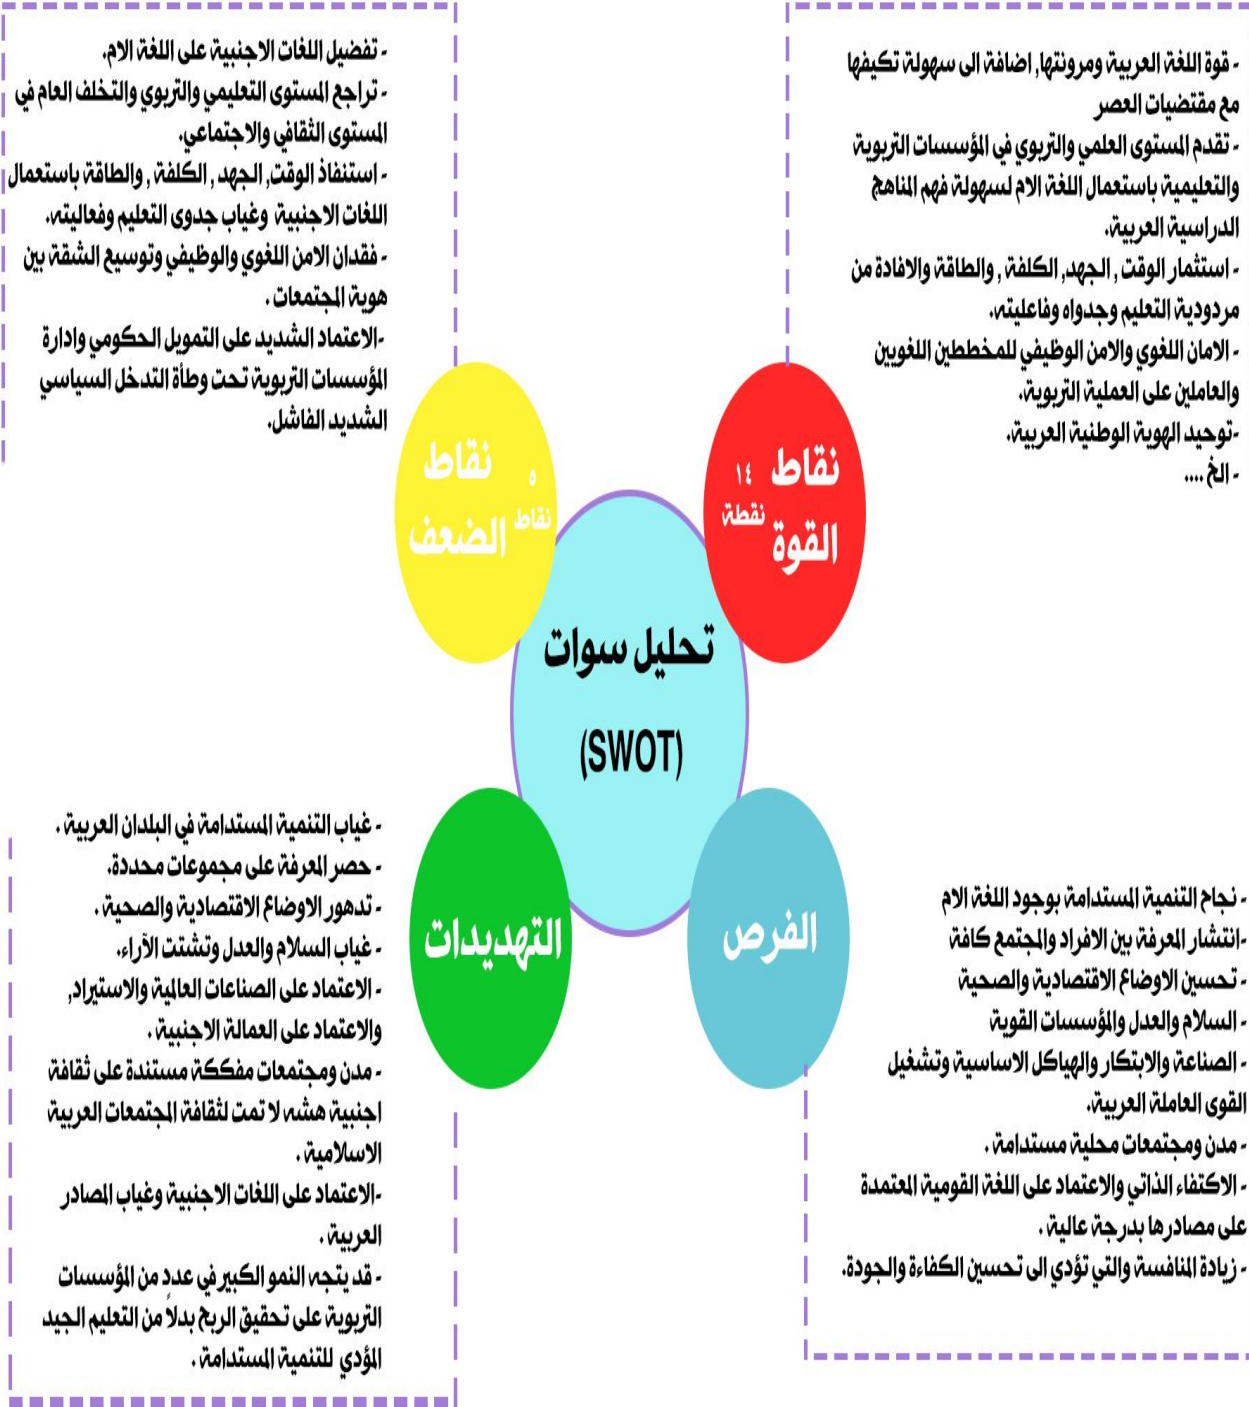 - قوة اللغة العربية ومرونتها, اضافة الى سهولة تكيفها
مع مقتضيات العصر
- تقدم المستوى العلمي والتربوي في المؤسسات التربوية
والتعليمية باستعمال اللغة الام لسهولة فهم المناهج
الدراسية العربية.
- استثمار الوقت , الجهد, الكلفة , والطاقة والافادة من
مردودية التعليم وجدواه وفاعليته.
- الامان اللغوي والامن الوظيفي للمخططين اللغويين
والعاملين على العملية التربوية.
-توحيد الهوية الوطنية العربية.
- الخ ....
- تفضيل اللغات الاجنبية على اللغة الام.
- تراجع المستوى التعليمي والتربوي والتخلف العام في
المستوى الثقافي والاجتماعي.
- استنفاذ الوقت, الجهد , الكلفة , والطاقة باستعمال
اللغات الاجنبية وغياب جدوى التعليم وفعاليته.
- فقدان الامن اللغوي والوظيفي وتوسيع الشقة بين
هوية المجتمعات .
-الاعتماد الشديد على التمويل الحكومي وادارة
المؤسسات التربوية تحت وطأة التدخل السياسي
الشديد الفاشل.
نقاط
القوة
١٤
نقطة
نقاط
الضعف
٥
نقاط
تحليل سوات
(SWOT)
الفرص
التهديدات
- نجاح التنمية المستدامة بوجود اللغة الام
-انتشار المعرفة بين الافراد والمجتمع كافة
- تحسين الاوضاع الاقتصادية والصحية
- السلام والعدل والمؤسسات القوية
- الصناعة والابتكار والهياكل الاساسية وتشغيل
القوى العاملة العربية.
- مدن ومجتمعات محلية مستدامة .
- الاكتفاء الذاتي والاعتماد على اللغة القومية المعتمدة
على مصادرها بدرجة عالية .
- زيادة المنافسة والتي تؤدي الى تحسين الكفاءة والجودة.
- غياب التنمية المستدامة في البلدان العربية .
- حصر المعرفة على مجموعات محددة.
- تدهور الاوضاع الاقتصادية والصحية .
- غياب السلام والعدل وتشتت الآراء.
- الاعتماد على الصناعات العالمية والاستيراد,
والاعتماد على العمالة الاجنبية .
- مدن ومجتمعات مفككة مستندة على ثقافة
اجنبية هشه لا تمت لثقافة المجتمعات العربية
الاسلامية .
-الاعتماد على اللغات الاجنبية وغياب المصادر
العربية .
- قد يتجه النمو الكبير في عدد من المؤسسات
التربوية على تحقيق الربح بدلاً من التعليم الجيد
المؤدي للتنمية المستدامة .